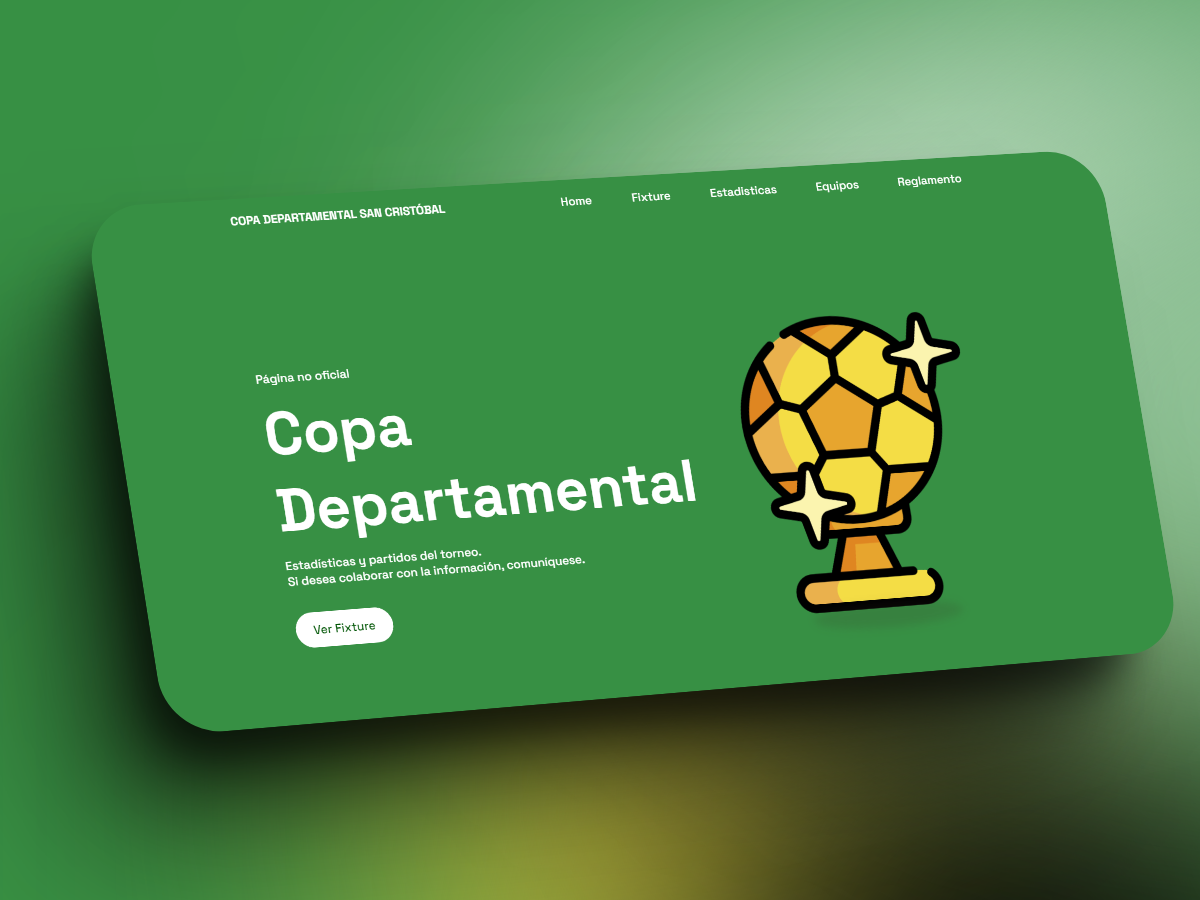 COPA DEPARTAMENTAL SAN CRISTÓBAL
Home
Fixture
Estadísticas
Equipos
Reglamento
Página no oficial
Copa
Departamental
Estadísticas y partidos del torneo.
Si desea colaborar con la información, comuníquese.
Ver Fixture